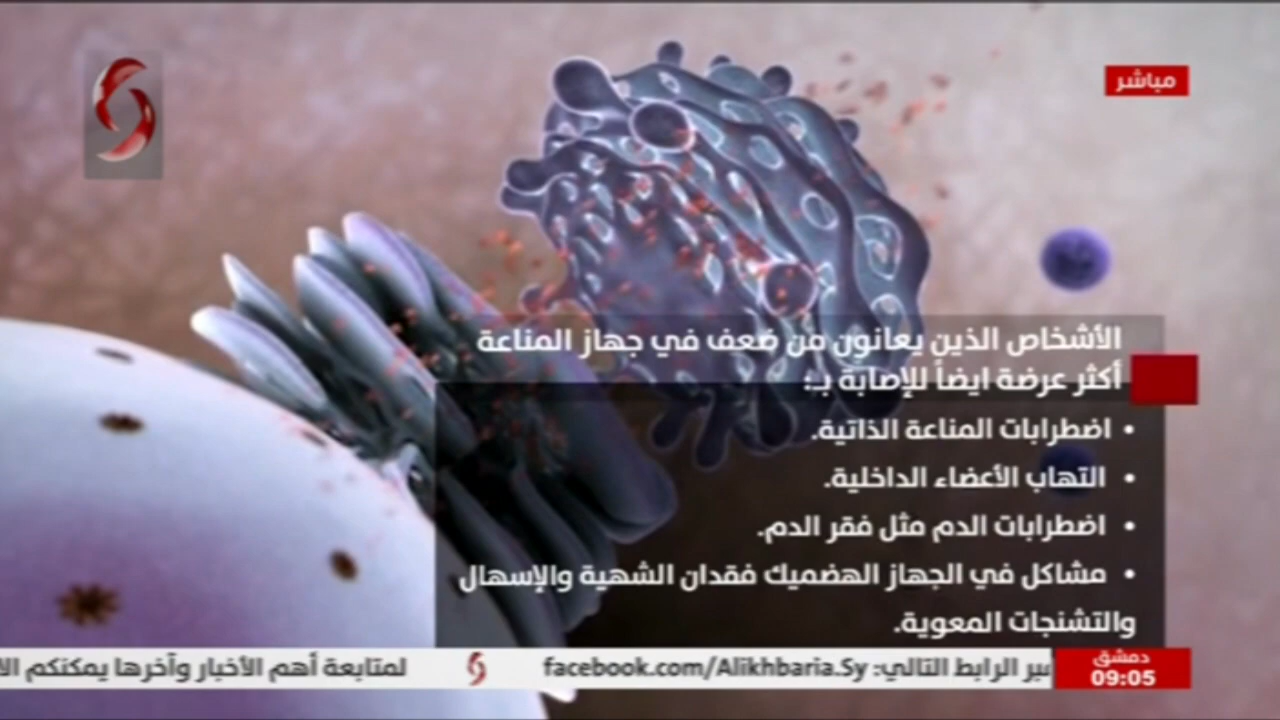 مباشر
الأشخاص الذين يعانون من ضعف في جهاز المناعة
أكثر عرضة ايضاً للإصابة بـ:
• اضطرابات المناعة الذاتية.
• التهاب الأعضاء الداخلية.
• اضطرابات الدم مثل فقر الدم.
• مشاكل في الجهاز الهضميك فقدان الشهية والإسهال
والتشنجات المعوية.
دمشق
09:05
الرابط التالي: facebook.com/Alikhbaria.Sy
لمتابعة أهم الأخبار وآخرها يمكنكم